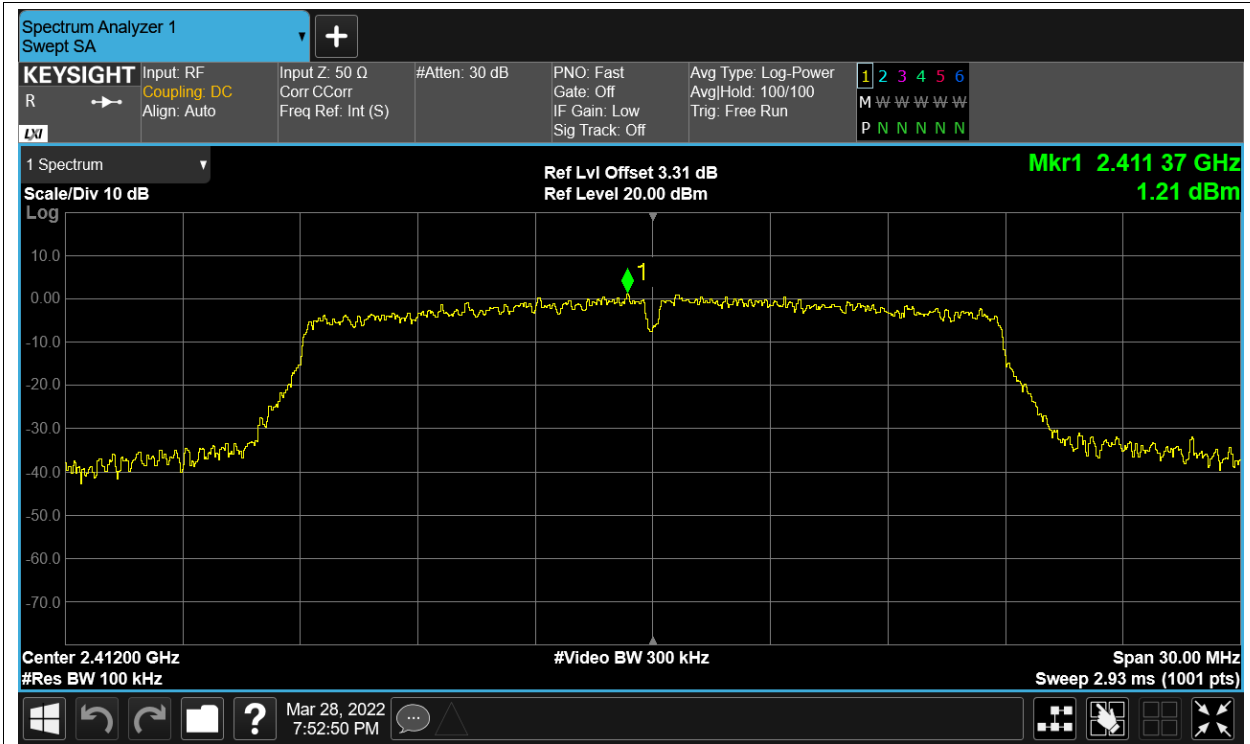 Spectrum Analyzer 1
Swept SA
+
KEYSIGHT
R
LXI
Input: RF
Coupling: DC
Align: Auto
Input Z: 50 Ω
Corr CCorr
Freq Ref: Int (S)
#Atten: 30 dB
PNO: Fast
Gate: Off
IF Gain: Low
Sig Track: Off
Avg Type: Log-Power
Avg|Hold: 100/100
Trig: Free Run
1 2 3 4 5 6
M W W W W W
P N N N N N
1 Spectrum
Scale/Div 10 dB
Log
Ref Lvl Offset 3.31 dB
Ref Level 20.00 dBm
Mkr1 2.411 37 GHz
1.21 dBm
1
10.0
0.00
-10.0
-20.0
-30.0
-40.0
-50.0
-60.0
-70.0
Center 2.41200 GHz
#Res BW 100 kHz
#Video BW 300 kHz
Span 30.00 MHz
Sweep 2.93 ms (1001 pts)
?
Mar 28, 2022
7:52:50 PM